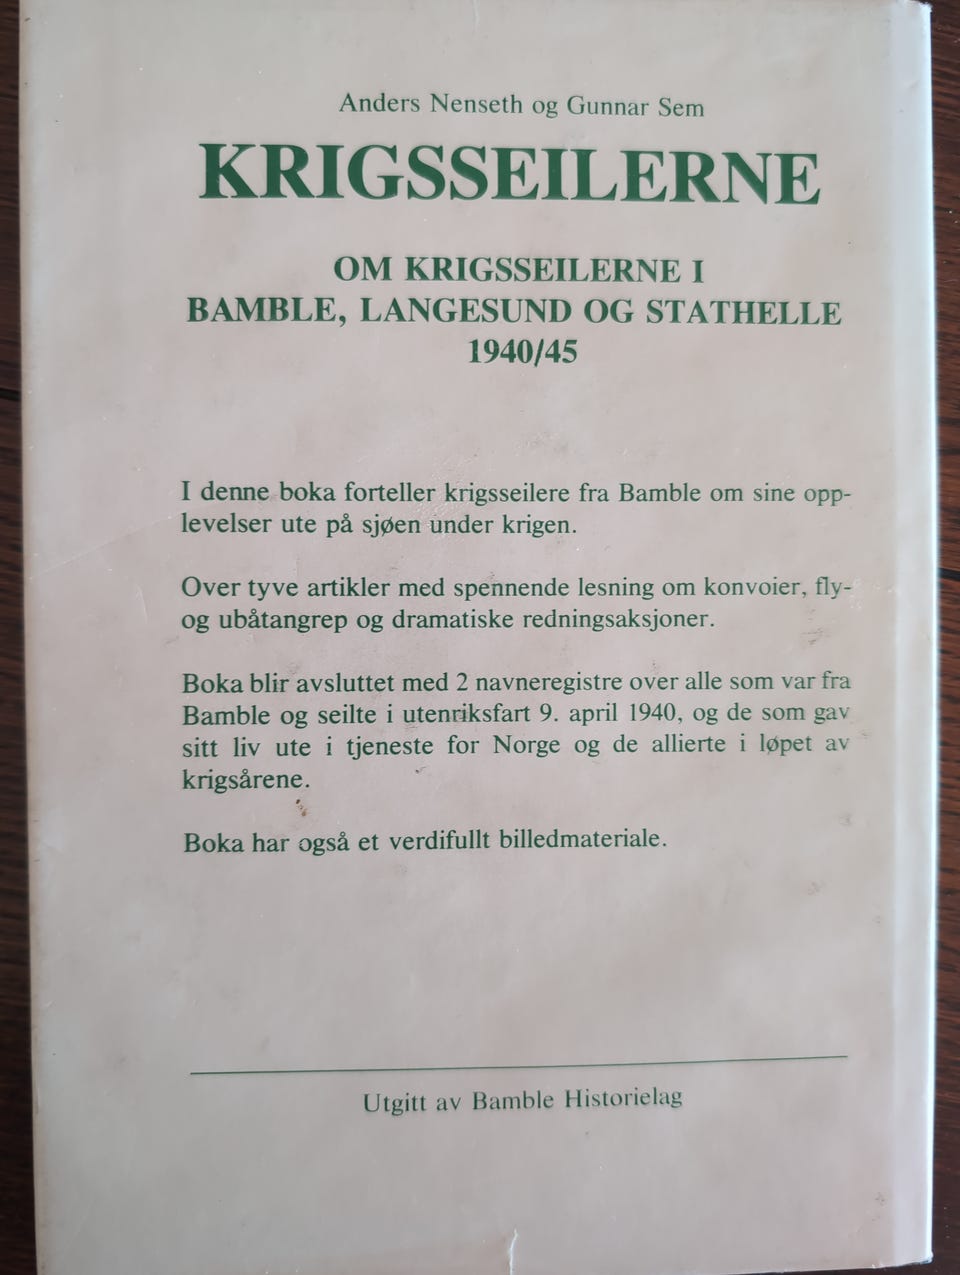 Anders Nenseth og Gunnar Sem
KRIGSSEILERNE
OM KRIGSSEILERNE I
BAMBLE, LANGESUND OG STATHELLE
1940/45
I denne boka forteller krigsseilere fra Bamble om sine opp-
levelser ute på sjøen under krigen.
Over tyve artikler med spennende lesning om konvoier, fly-
og ubåtangrep og dramatiske redningsaksjoner.
Boka blir avsluttet med 2 navneregistre over alle som var fra
Bamble og seilte i utenriksfart 9. april 1940, og de som gav
sitt liv ute i tjeneste for Norge og de allierte i løpet av
krigsårene.
Boka har også et verdifullt billedmateriale.
Utgitt av Bamble Historielag